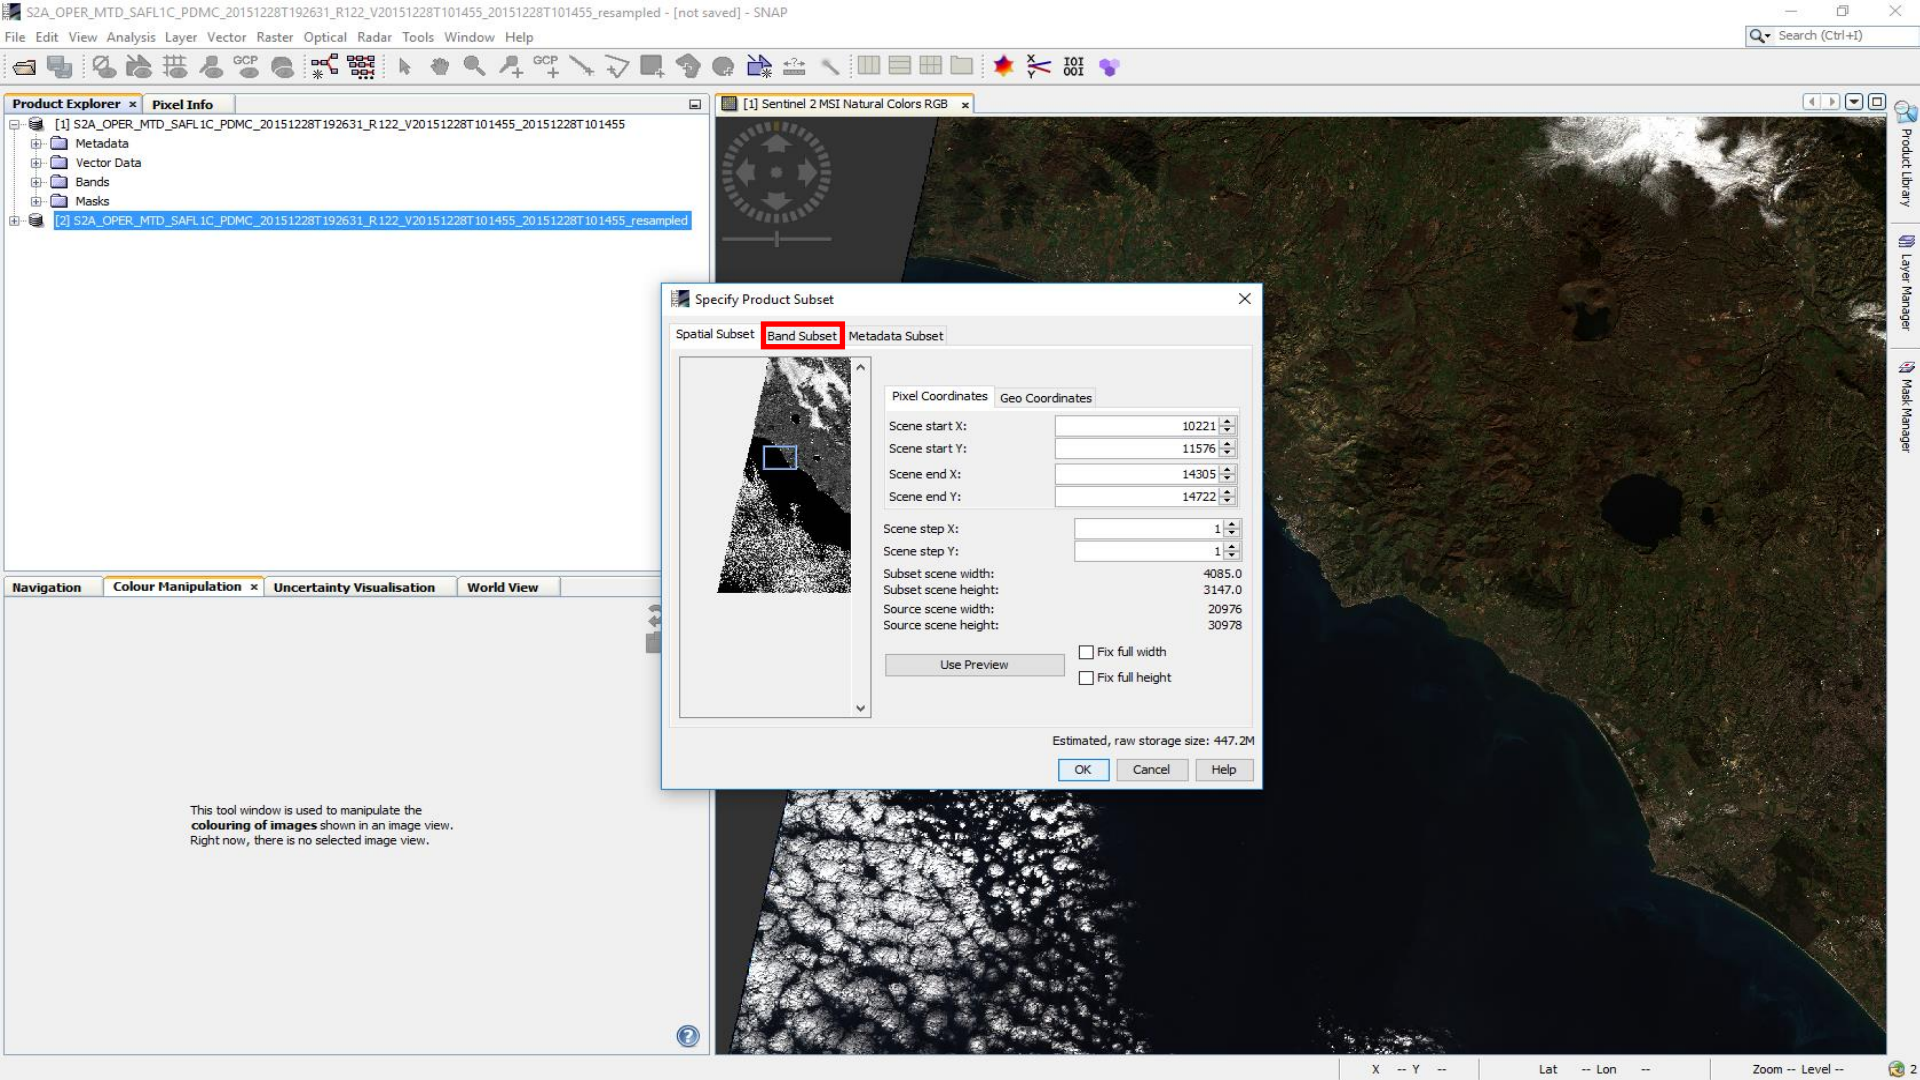 S2A_OPER_MTD_SAFL1C_PDMC_20151228T192631_R122_V20151228T101455_20151228T101455_resampled - [not saved] - SNAP
File Edit View Analysis Layer Vector Raster Optical Radar Tools Window Help
Search (Ctrl+I)
GCP
GCP
Product Explorer × Pixel Info
[1] Sentinel 2 MSI Natural Colors RGB ×
[1] S2A_OPER_MTD_SAFL1C_PDMC_20151228T192631_R122_V20151228T101455_20151228T101455
Metadata
Vector Data
Bands
Masks
[2] S2A_OPER_MTD_SAFL1C_PDMC_20151228T192631_R122_V20151228T101455_20151228T101455_resampled
Product Library
Layer Manager
Mask Manager
Specify Product Subset
Spatial Subset Band Subset Metadata Subset
Pixel Coordinates Geo Coordinates
Scene start X: 10221
Scene start Y: 11576
Scene end X: 14305
Scene end Y: 14722
Scene step X: 1
Scene step Y: 1
Subset scene width: 4085.0
Subset scene height: 3147.0
Source scene width: 20976
Source scene height: 30978
Use Preview
Fix full width
Fix full height
Estimated, raw storage size: 447.2M
OK Cancel Help
Navigation Colour Manipulation × Uncertainty Visualisation World View
This tool window is used to manipulate the
colouring of images shown in an image view.
Right now, there is no selected image view.
X -- Y -- Lat -- Lon -- Zoom -- Level -- 2